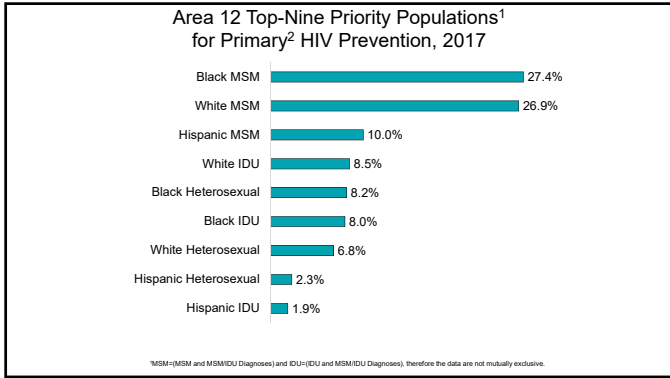 Area 12 Top-Nine Priority Populations¹
for Primary² HIV Prevention, 2017
Black MSM 27.4%
White MSM 26.9%
Hispanic MSM 10.0%
White IDU 8.5%
Black Heterosexual 8.2%
Black IDU 8.0%
White Heterosexual 6.8%
Hispanic Heterosexual 2.3%
Hispanic IDU 1.9%
¹MSM=(MSM and MSM/IDU Diagnoses) and IDU=(IDU and MSM/IDU Diagnoses), therefore the data are not mutually exclusive.